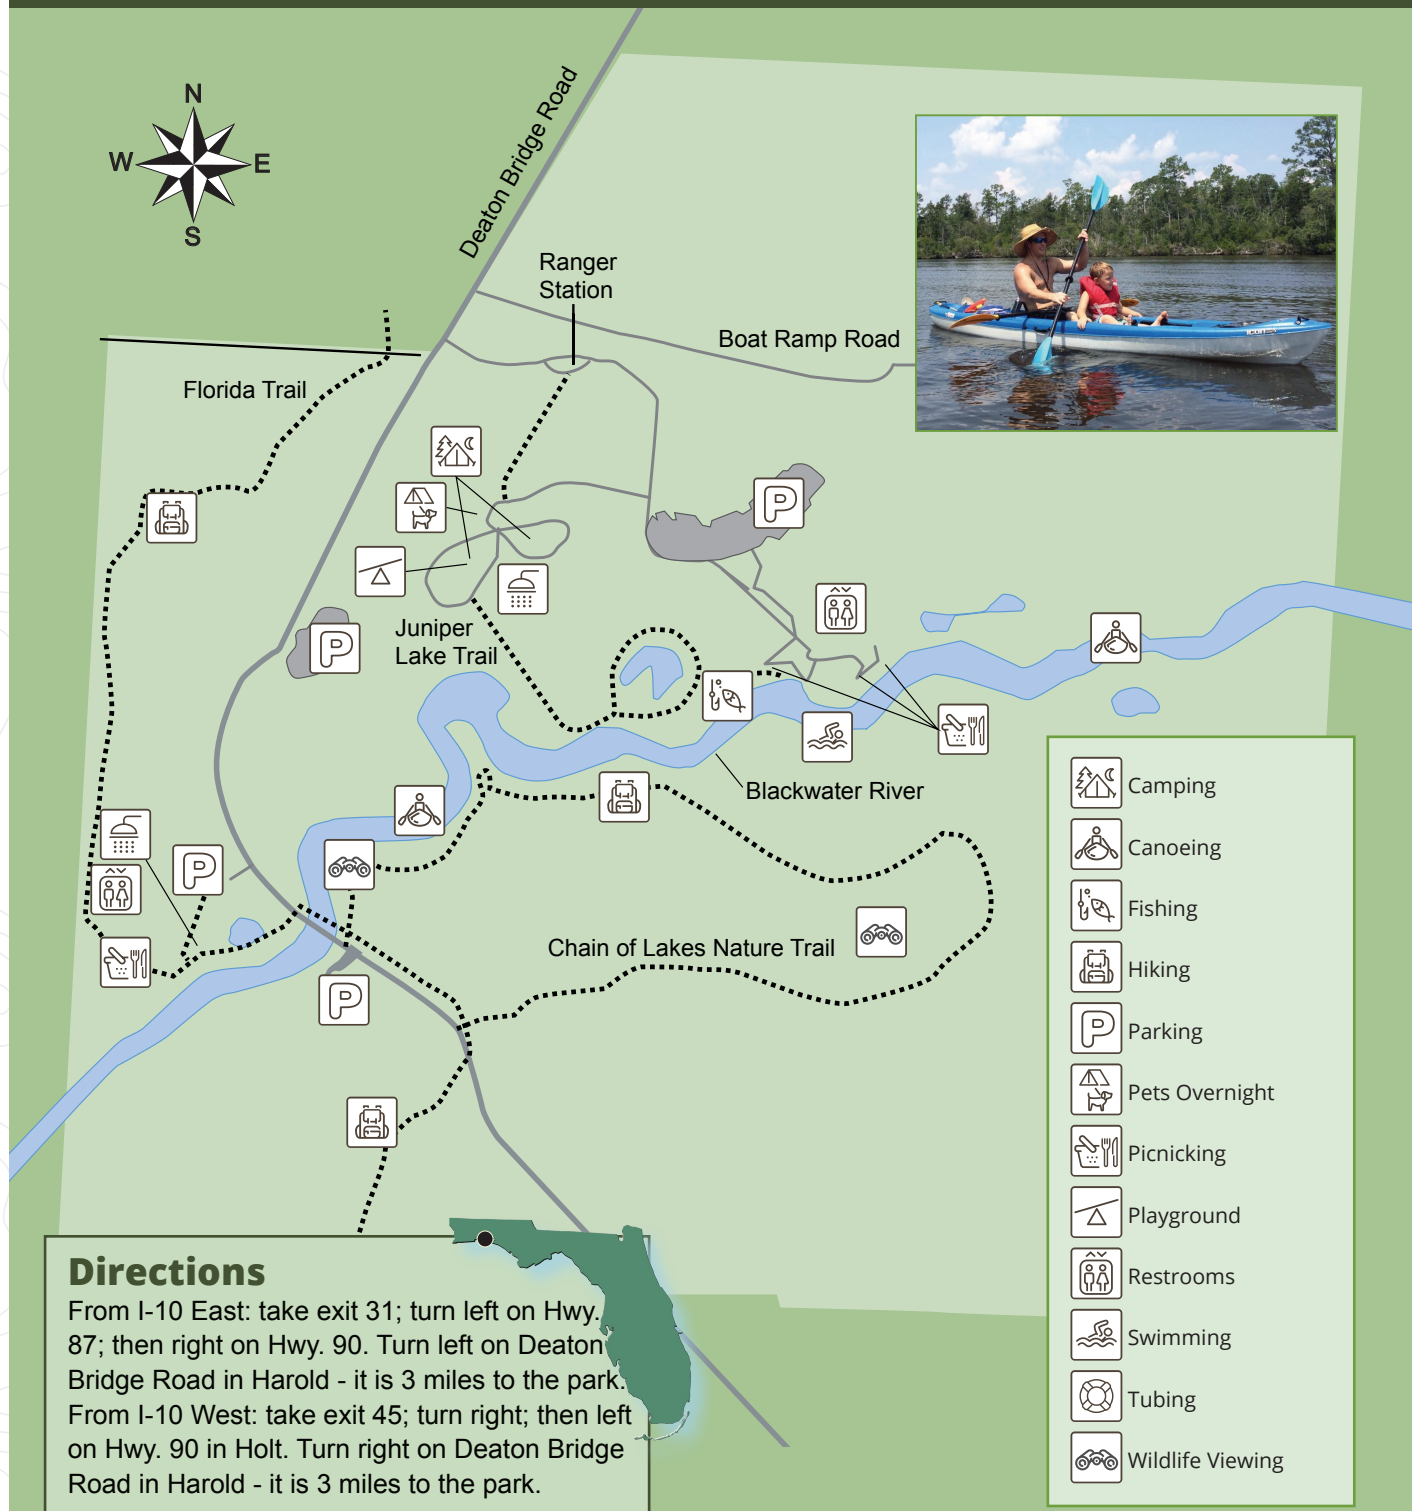 N
W
E
S
Deaton Bridge Road
Ranger
Station
Boat Ramp Road
Florida Trail
P
P
Juniper
Lake Trail
Blackwater River
P
Chain of Lakes Nature Trail
P
Camping
Canoeing
Fishing
Hiking
P Parking
Pets Overnight
Picnicking
Playground
Restrooms
Swimming
Tubing
Wildlife Viewing
Directions
From I-10 East: take exit 31; turn left on Hwy.
87; then right on Hwy. 90. Turn left on Deaton
Bridge Road in Harold - it is 3 miles to the park.
From I-10 West: take exit 45; turn right; then left
on Hwy. 90 in Holt. Turn right on Deaton Bridge
Road in Harold - it is 3 miles to the park.